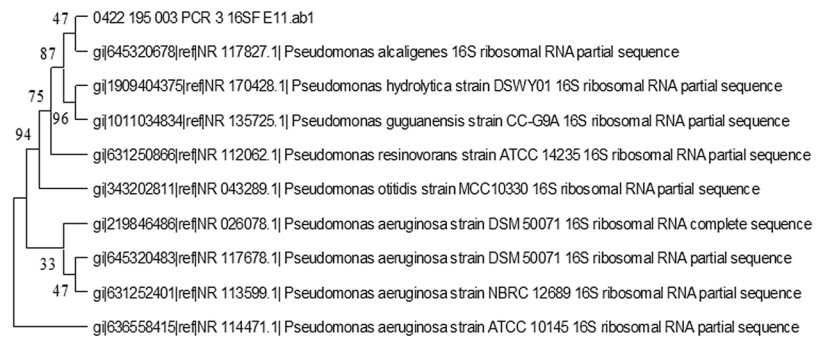 47
0422 195 003 PCR 3 16SF E11.ab1
gi|645320678|ref|NR 117827.1| Pseudomonas alcaligenes 16S ribosomal RNA partial sequence
87
gi|1909404375|ref|NR 170428.1| Pseudomonas hydrolytica strain DSWY01 16S ribosomal RNA partial sequence
75
96
gi|1011034834|ref|NR 135725.1| Pseudomonas guguanensis strain CC-G9A 16S ribosomal RNA partial sequence
94
gi|631250866|ref|NR 112062.1| Pseudomonas resinovorans strain ATCC 14235 16S ribosomal RNA partial sequence
gi|343202811|ref|NR 043289.1| Pseudomonas otitidis strain MCC10330 16S ribosomal RNA partial sequence
gi|219846486|ref|NR 026078.1| Pseudomonas aeruginosa strain DSM 50071 16S ribosomal RNA complete sequence
33
gi|645320483|ref|NR 117678.1| Pseudomonas aeruginosa strain DSM 50071 16S ribosomal RNA partial sequence
47
gi|631252401|ref|NR 113599.1| Pseudomonas aeruginosa strain NBRC 12689 16S ribosomal RNA partial sequence
gi|636558415|ref|NR 114471.1| Pseudomonas aeruginosa strain ATCC 10145 16S ribosomal RNA partial sequence